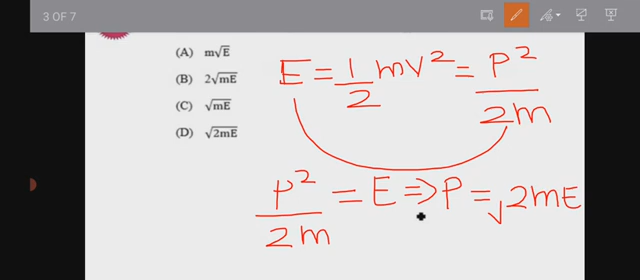 3 OF 7
(A) m√E
(B) 2√mE
(C) √mE
(D) √2mE
E = 1/2 mv² = P²/2m
P²/2m = E ⇒ P = √2mE